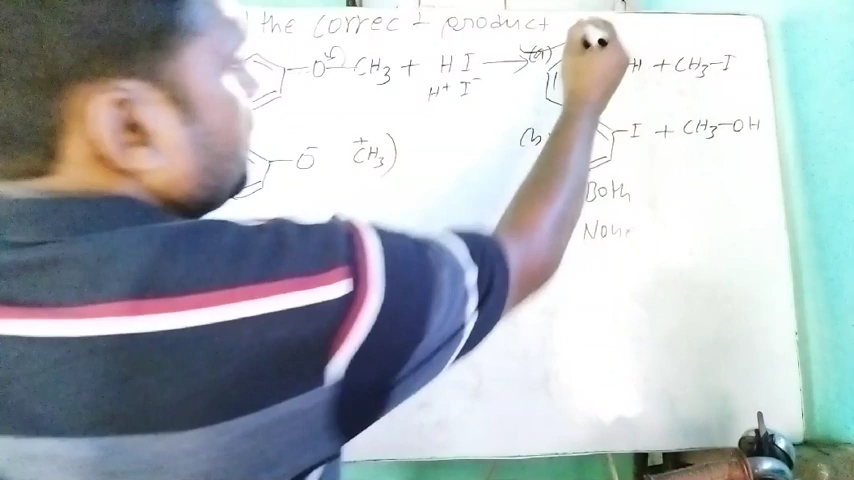 the correct product
O CH3 + HI → (a) H + CH3-I
H+ I-
(b) I + CH3-OH
O- +CH3)
Both
None